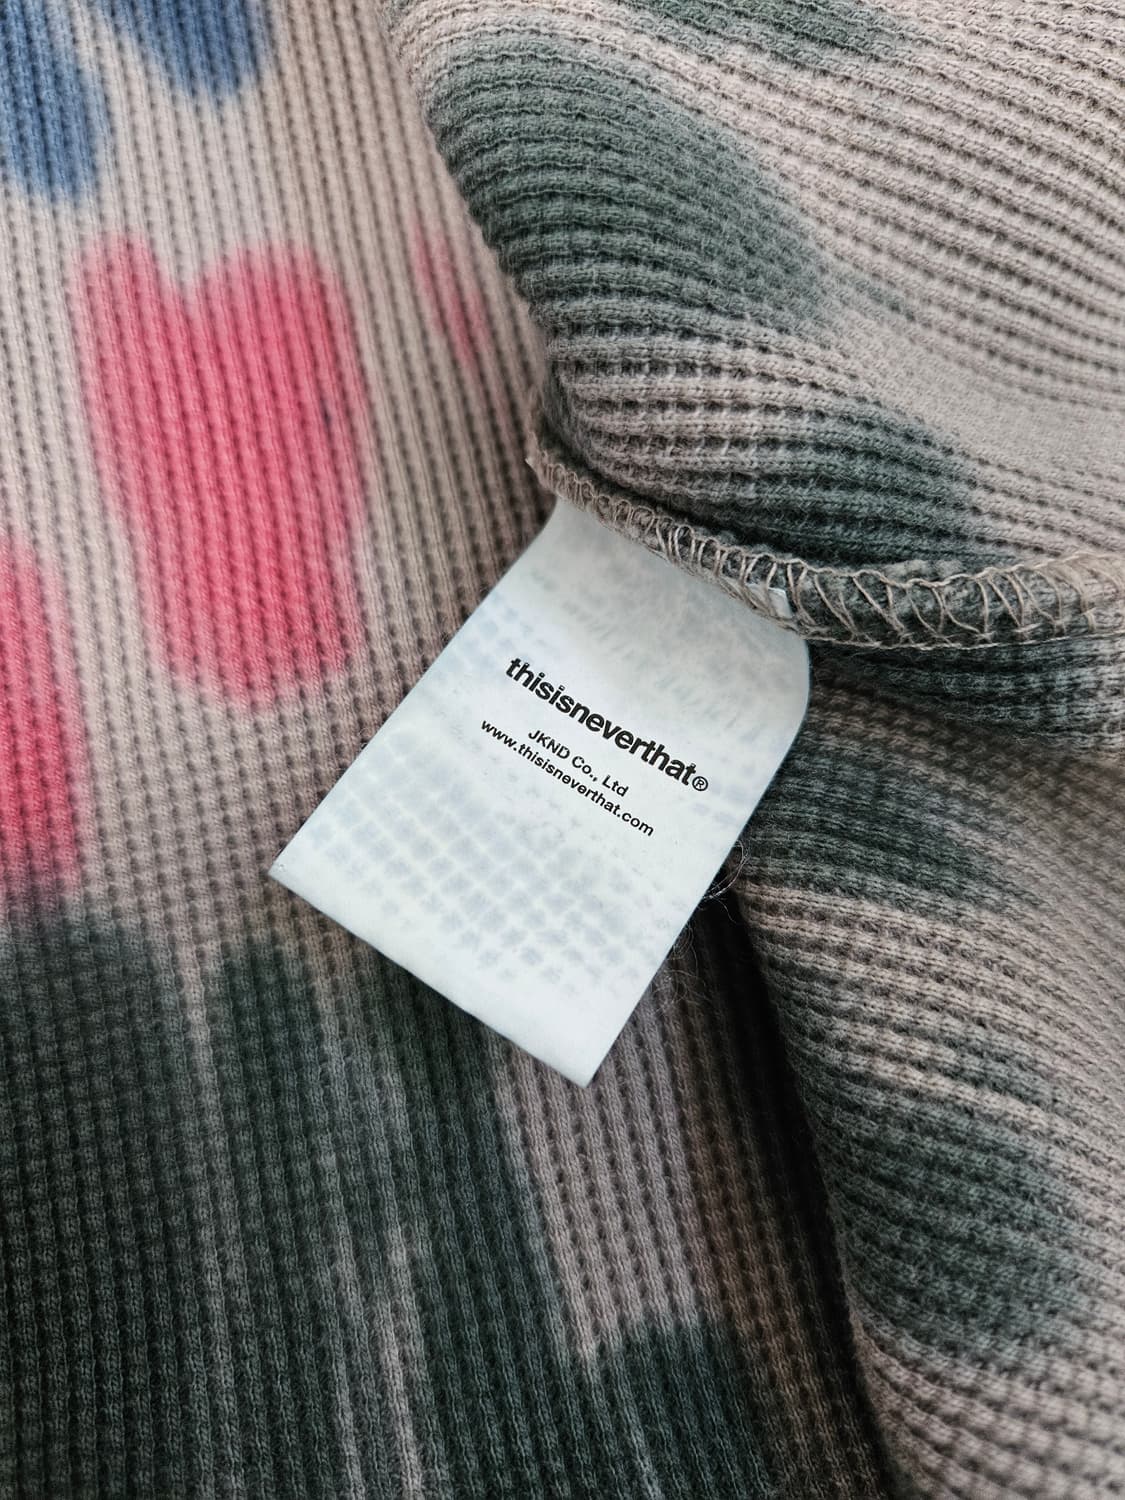 thisisneverthat®
JKND Co., Ltd
www.thisisneverthat.com